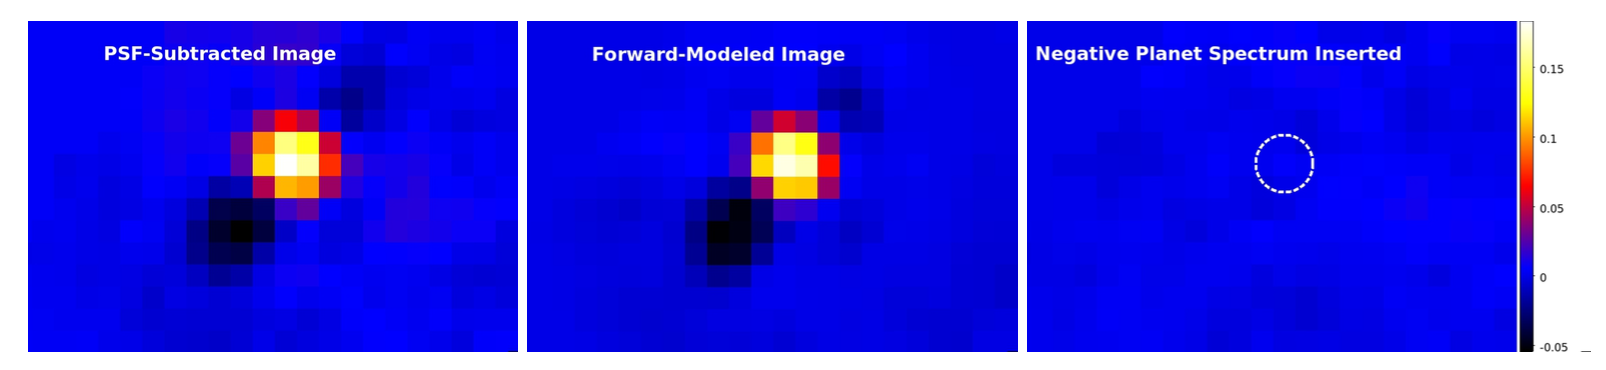 PSF-Subtracted Image
Forward-Modeled Image
Negative Planet Spectrum Inserted
0.15
0.1
0.05
0
-0.05